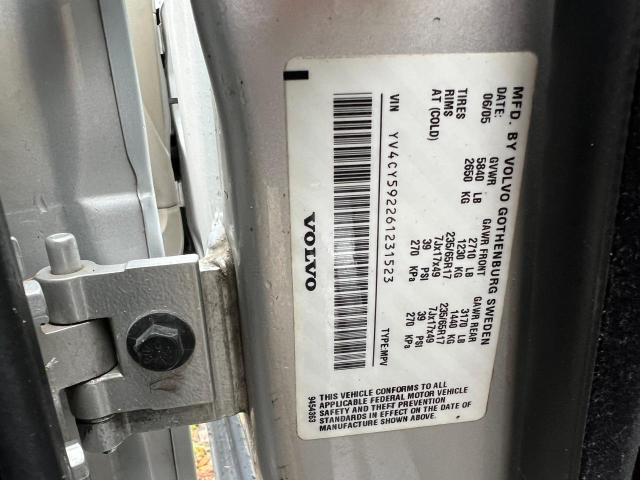 MFD. BY VOLVO GOTHENBURG SWEDEN
DATE: GVWR GAWR FRONT GAWR REAR
06/05 5840 LB 2710 LB 3170 LB
2650 KG 1230 KG 1440 KG
TIRES 235/65R17 235/65R17
RIMS 7Jx17x49 7Jx17x49
AT (COLD) 39 PSI 39 PSI
270 KPa 270 KPa
VIN YV4CY592261231523 TYPE:MPV
VOLVO
THIS VEHICLE CONFORMS TO ALL
APPLICABLE FEDERAL MOTOR VEHICLE
SAFETY AND THEFT PREVENTION
STANDARDS IN EFFECT ON THE DATE OF
MANUFACTURE SHOWN ABOVE.
9454363